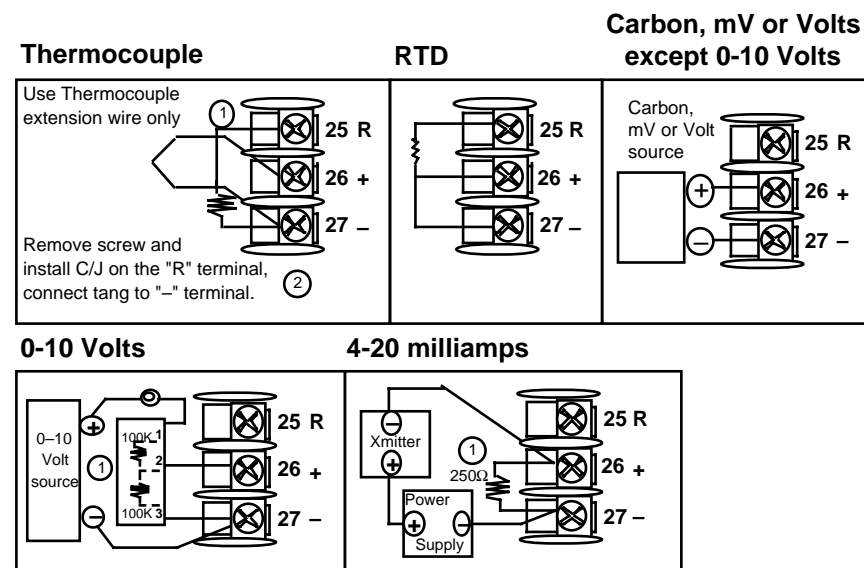 Thermocouple
Use Thermocouple
extension wire only
1
25 R
26 +
27 –
Remove screw and
install C/J on the "R" terminal,
connect tang to "–" terminal.
2
RTD
25 R
26 +
27 –
Carbon, mV or Volts
except 0-10 Volts
Carbon,
mV or Volt
source
+
–
25 R
26 +
27 –
0-10 Volts
0–10
Volt
source
+
–
1
100K 1
2
100K 3
25 R
26 +
27 –
4-20 milliamps
–
Xmitter
+
1
250Ω
Power
+ –
Supply
25 R
26 +
27 –